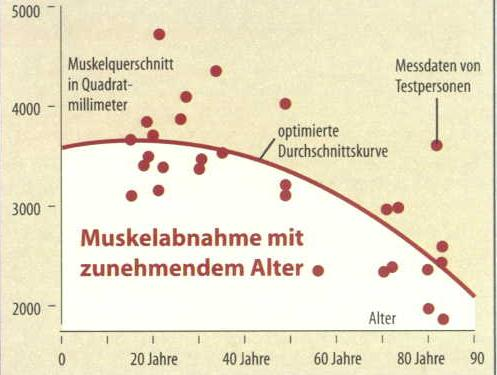 5000
Muskelquerschnitt
in Quadrat-
millimeter
Messdaten von
Testpersonen
4000
optimierte
Durchschnittskurve
3000
Muskelabnahme mit
zunehmendem Alter
2000
Alter
0 20 Jahre 40 Jahre 60 Jahre 80 Jahre 90